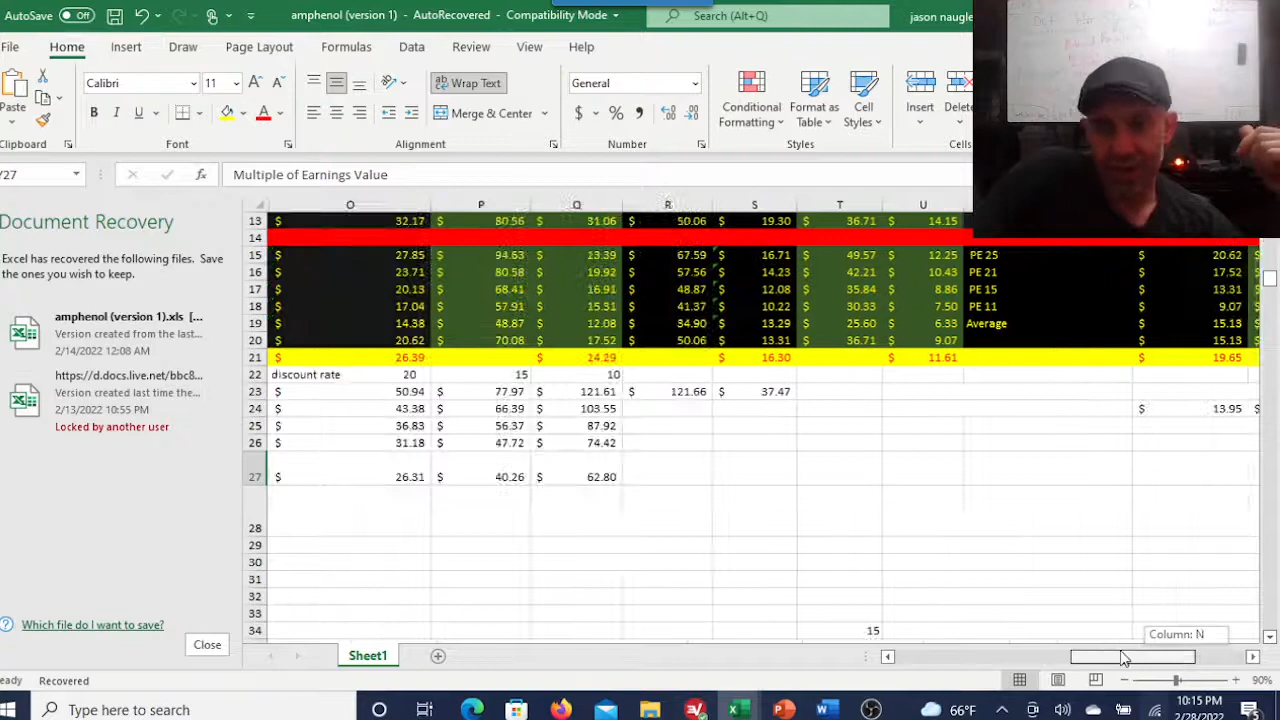 AutoSave Off amphenol (version 1) - AutoRecovered - Compatibility Mode Search (Alt+Q) jason naugle
File Home Insert Draw Page Layout Formulas Data Review View Help
Paste Calibri 11 Wrap Text General Conditional Formatting Format as Table Cell Styles Insert Delete
B I U Merge & Center $ %
Clipboard Font Alignment Number Styles Cells
Y27 Multiple of Earnings Value
Document Recovery
Excel has recovered the following files. Save the ones you wish to keep.
amphenol (version 1).xls [...
Version created from the last...
2/14/2022 12:08 AM
https://d.docs.live.net/bbc8...
Version created last time the...
2/13/2022 10:55 PM
Locked by another user
Which file do I want to save?
Close
O P Q R S T U
13 $ 32.17 $ 80.56 $ 31.06 $ 50.06 $ 19.30 $ 36.71 $ 14.15
14
15 $ 27.85 $ 94.63 $ 13.39 $ 67.59 $ 16.71 $ 49.57 $ 12.25 PE 25 $ 20.62 $
16 $ 23.71 $ 80.58 $ 19.92 $ 57.56 $ 14.23 $ 42.21 $ 10.43 PE 21 $ 17.52 $
17 $ 20.13 $ 68.41 $ 16.91 $ 48.87 $ 12.08 $ 35.84 $ 8.86 PE 15 $ 13.31 $
18 $ 17.04 $ 57.91 $ 15.31 $ 41.37 $ 10.22 $ 30.33 $ 7.50 PE 11 $ 9.07 $
19 $ 14.38 $ 48.87 $ 12.08 $ 34.90 $ 13.29 $ 25.60 $ 6.33 Average $ 15.13 $
20 $ 20.62 $ 70.08 $ 17.52 $ 50.06 $ 13.31 $ 36.71 $ 9.07 $ 15.13 $
21 $ 26.39 $ 24.29 $ 16.30 $ 11.61 $ 19.65 $
22 discount rate 20 15 10
23 $ 50.94 $ 77.97 $ 121.61 $ 121.66 $ 37.47
24 $ 43.38 $ 66.39 $ 103.55 $ 13.95 $
25 $ 36.83 $ 56.37 $ 87.92
26 $ 31.18 $ 47.72 $ 74.42
27 $ 26.31 $ 40.26 $ 62.80
28
29
30
31
32
33
34 15
Column: N
Sheet1
Ready Recovered 90%
Type here to search 66°F 10:15 PM
2/28/2022